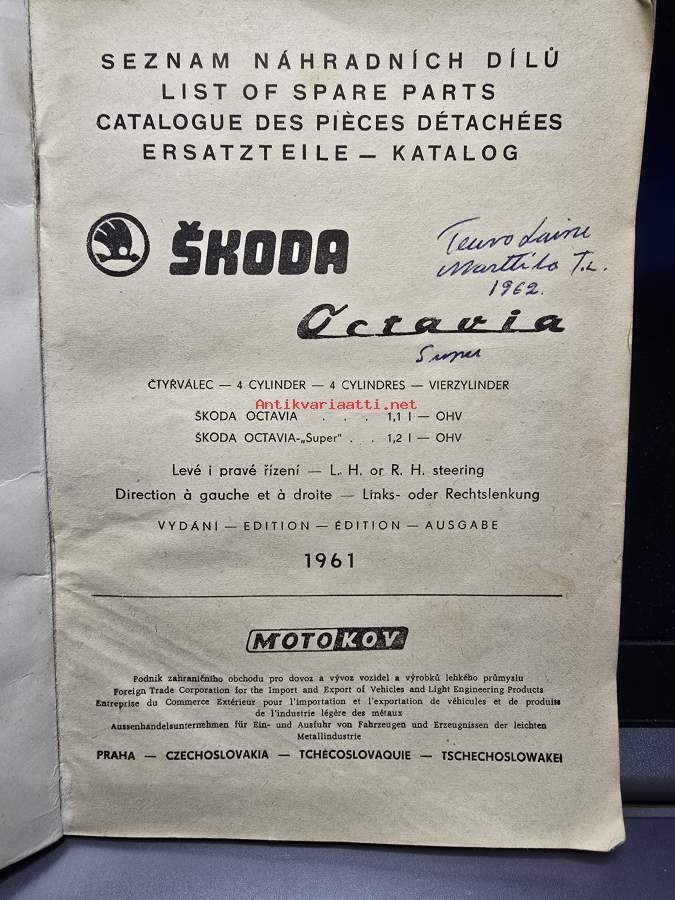 SEZNAM NÁHRADNÍCH DÍLŮ
LIST OF SPARE PARTS
CATALOGUE DES PIÈCES DÉTACHÉES
ERSATZTEILE — KATALOG
ŠKODA
Teuvo Laine
Marttila T.L.
1962.
Octavia
Super
ČTYŘVÁLEC — 4 CYLINDER — 4 CYLINDRES — VIERZYLINDER
Antikvariaatti.net
ŠKODA OCTAVIA . . . 1,1 l — OHV
ŠKODA OCTAVIA-„Super" . . 1,2 l — OHV
Levé i pravé řízení — L. H. or R. H. steering
Direction à gauche et à droite — Links- oder Rechtslenkung
VYDÁNÍ — EDITION — ÉDITION — AUSGABE
1961
MOTOKOV
Podnik zahraničního obchodu pro dovoz a vývoz vozidel a výrobků lehkého průmyslu
Foreign Trade Corporation for the Import and Export of Vehicles and Light Engineering Products
Entreprise du Commerce Extérieur pour l'importation et l'exportation de véhicules et de produits
de l'industrie légère des métaux
Aussenhandelsunternehmen für Ein- und Ausfuhr von Fahrzeugen und Erzeugnissen der leichten
Metallindustrie
PRAHA — CZECHOSLOVAKIA — TCHÉCOSLOVAQUIE — TSCHECHOSLOWAKEI